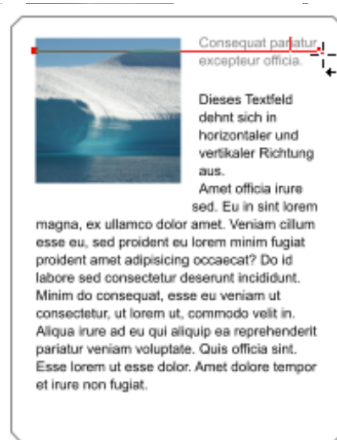 Consequat pariatur
excepteur officia.
Dieses Textfeld
dehnt sich in
horizontaler und
vertikaler Richtung
aus.
Amet officia irure
sed. Eu in sint lorem
magna, ex ullamco dolor amet. Veniam cillum
esse eu, sed proident eu lorem minim fugiat
proident amet adipisicing occaecat? Do id
labore sed consectetur deserunt incididunt.
Minim do consequat, esse eu veniam ut
consectetur, ut lorem ut, commodo velit in.
Aliqua irure ad eu qui aliquip ea reprehenderit
pariatur veniam voluptate. Quis officia sint.
Esse lorem ut esse dolor. Amet dolore tempor
et irure non fugiat.